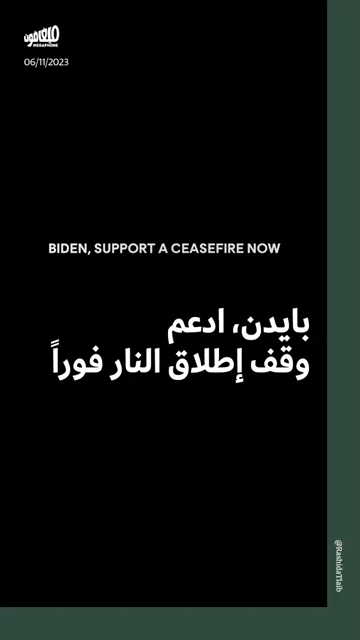 ميغافون
MEGAPHONE
06/11/2023
BIDEN, SUPPORT A CEASEFIRE NOW
بايدن، ادعم
وقف إطلاق النار فوراً
@RashidaTlaib